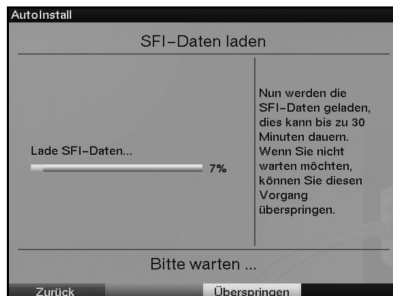 AutoInstall
SFI-Daten laden
Lade SFI-Daten...
7%
Nun werden die
SFI-Daten geladen,
dies kann bis zu 30
Minuten dauern.
Wenn Sie nicht
warten möchten,
können Sie diesen
Vorgang
überspringen.
Bitte warten ...
Zurück
Überspringen